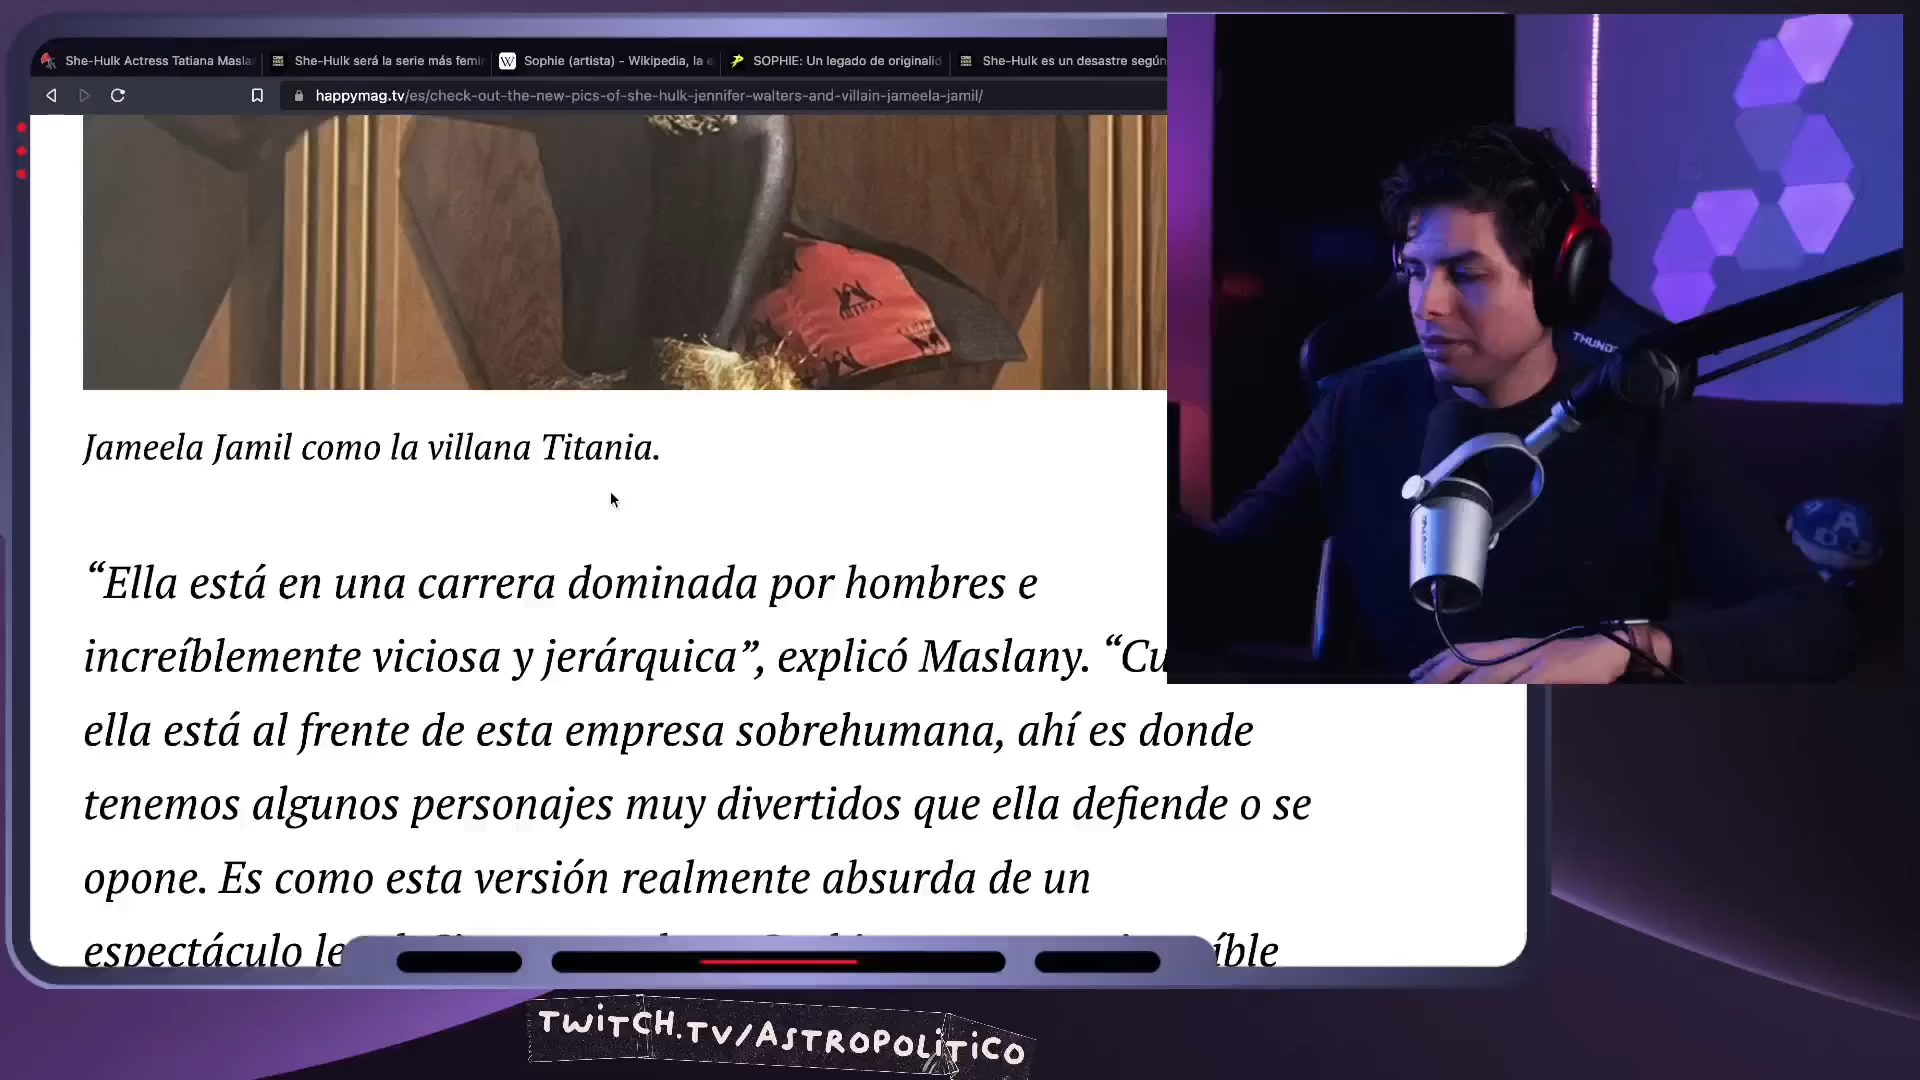 She-Hulk Actress Tatiana Masla
She-Hulk será la serie más femi
Sophie (artista) - Wikipedia, la e
SOPHIE: Un legado de originalid
She-Hulk es un desastre según
happymag.tv/es/check-out-the-new-pics-of-she-hulk-jennifer-walters-and-villain-jameela-jamil/
THUND
Jameela Jamil como la villana Titania.
“Ella está en una carrera dominada por hombres e
increíblemente viciosa y jerárquica”, explicó Maslany. “Cu
ella está al frente de esta empresa sobrehumana, ahí es donde
tenemos algunos personajes muy divertidos que ella defiende o se
opone. Es como esta versión realmente absurda de un
espectáculo le
íble
TWITCH.TV/ASTROPOLITICO